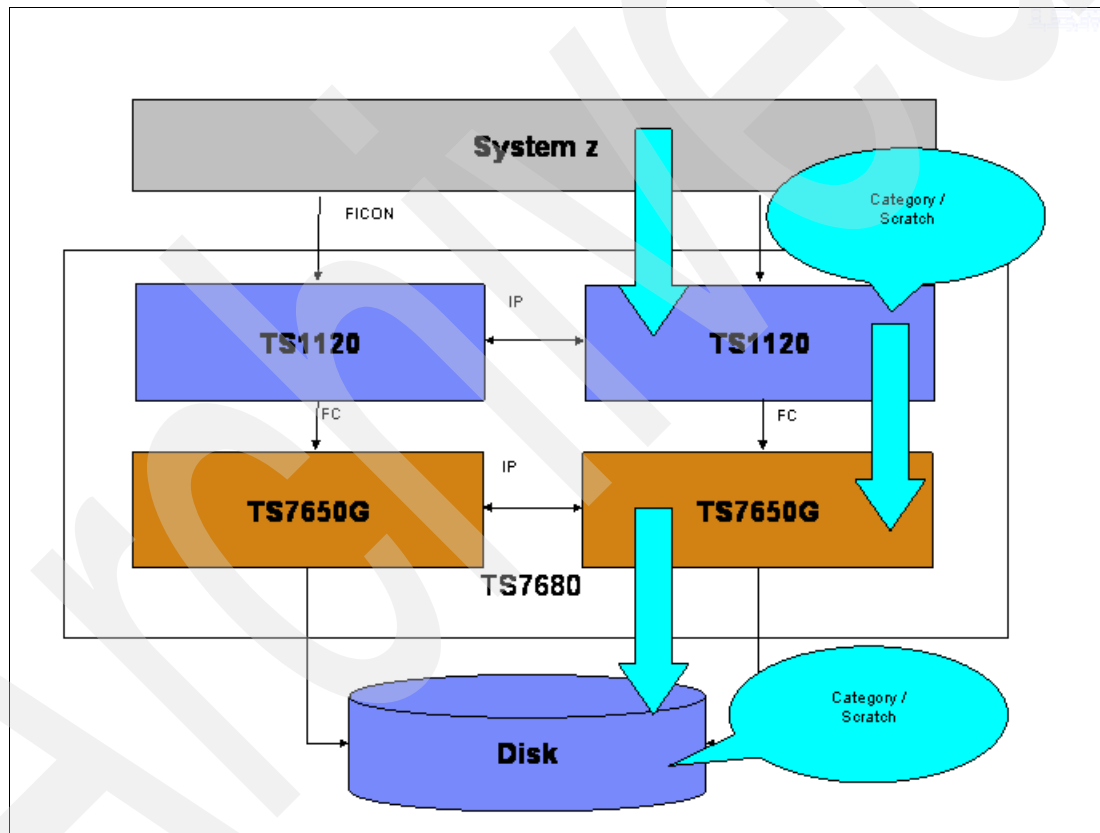 System z
Category /
Scratch
FICON
IP
TS1120
TS1120
FC
FC
IP
TS7650G
TS7650G
TS7680
Category /
Scratch
Disk